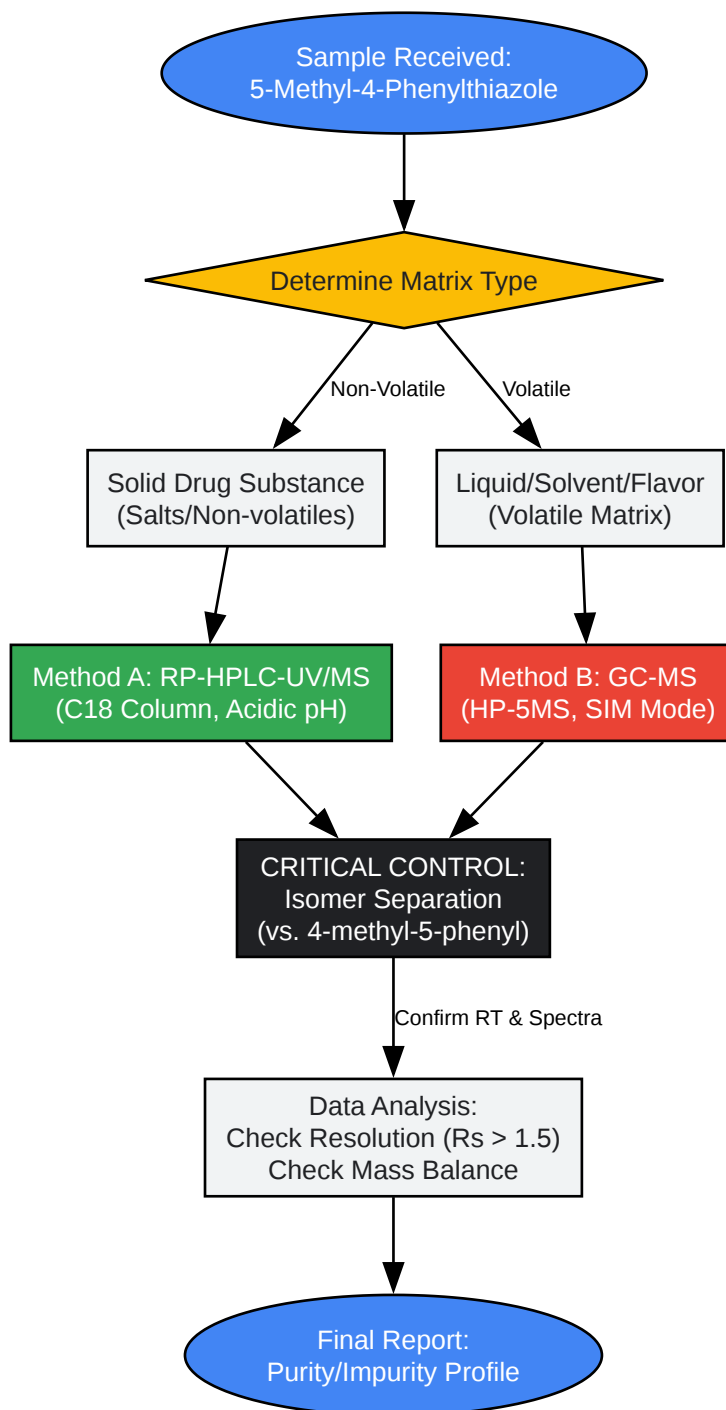 Sample Received:
5-Methyl-4-Phenylthiazole
Determine Matrix Type
Non-Volatile
Volatile
Solid Drug Substance
(Salts/Non-volatiles)
Liquid/Solvent/Flavor
(Volatile Matrix)
Method A: RP-HPLC-UV/MS
(C18 Column, Acidic pH)
Method B: GC-MS
(HP-5MS, SIM Mode)
CRITICAL CONTROL:
Isomer Separation
(vs. 4-methyl-5-phenyl)
Confirm RT & Spectra
Data Analysis:
Check Resolution (Rs > 1.5)
Check Mass Balance
Final Report:
Purity/Impurity Profile